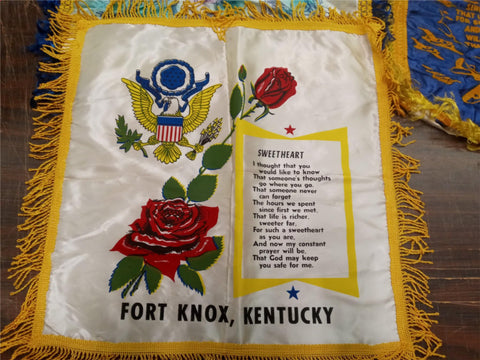 SWEETHEART
I thought that you
would like to know
That someone's thoughts
go where you go.
That someone never
can forget
The hours we spent
since first we met.
That life is richer.
sweeter far.
For such a sweetheart
as you are,
And now my constant
prayer will be.
That God may keep
you safe for me.
FORT KNOX, KENTUCKY